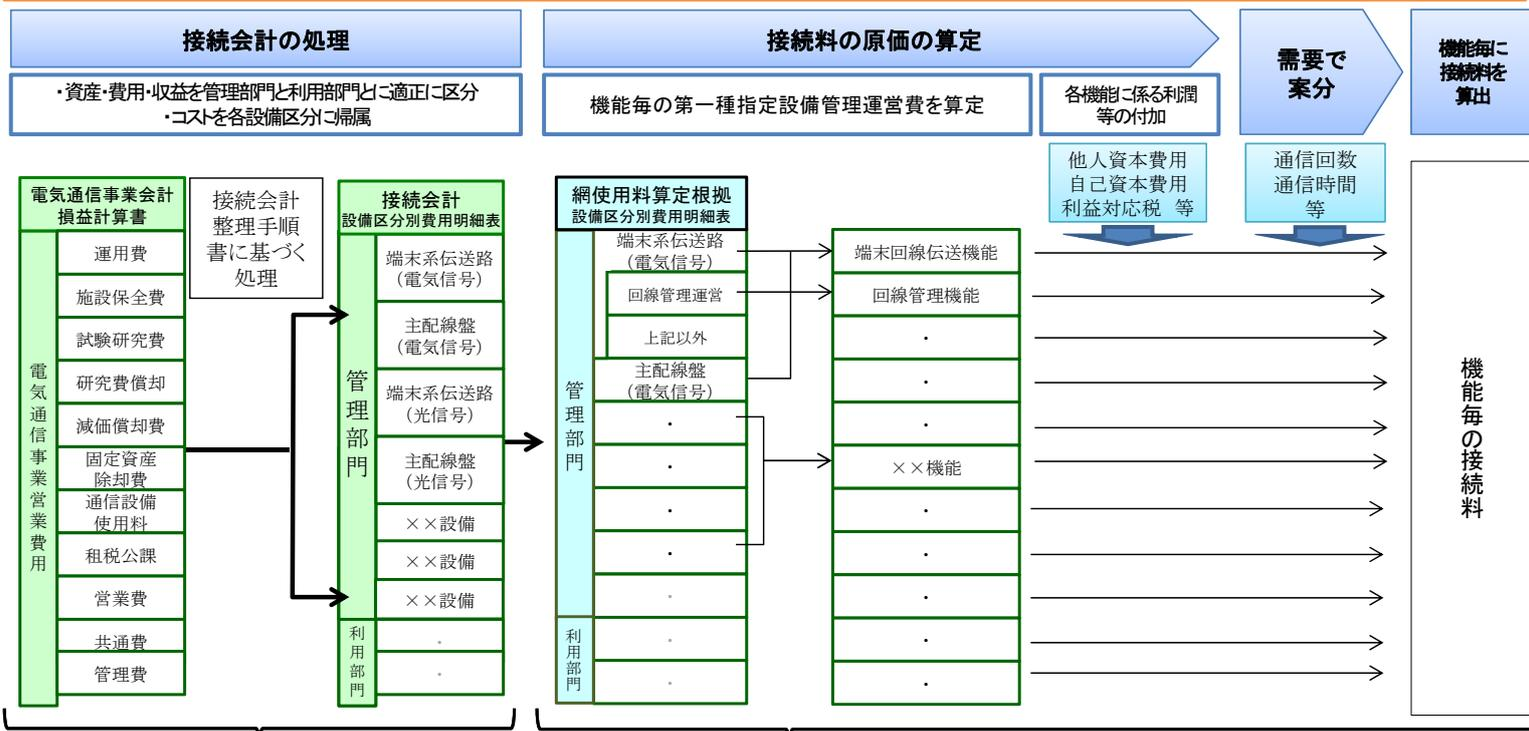 接続会計の処理
接続料の原価の算定
需要で
案分
機能毎に
接続料を
算出
・資産・費用・収益を管理部門と利用部門とに適正に区分
・コストを各設備区分に帰属
機能毎の第一種指定設備管理運営費を算定
各機能に係る利潤
等の付加
他人資本費用
自己資本費用
利益対応税 等
通信回数
通信時間
等
電気通信事業会計
損益計算書
電気通信事業営業費用
運用費
施設保全費
試験研究費
研究費償却
減価償却費
固定資産
除却費
通信設備
使用料
租税公課
営業費
共通費
管理費
接続会計
整理手順
書に基づく
処理
接続会計
設備区分別費用明細表
管理部門
端末系伝送路
(電気信号)
主配線盤
(電気信号)
端末系伝送路
(光信号)
主配線盤
(光信号)
××設備
××設備
××設備
利用部門
・
・
網使用料算定根拠
設備区分別費用明細表
管理部門
端末系伝送路
(電気信号)
回線管理運営
上記以外
主配線盤
(電気信号)
・
・
・
・
・
利用部門
・
・
端末回線伝送機能
回線管理機能
・
・
・
××機能
・
・
・
・
・
機能毎の接続料